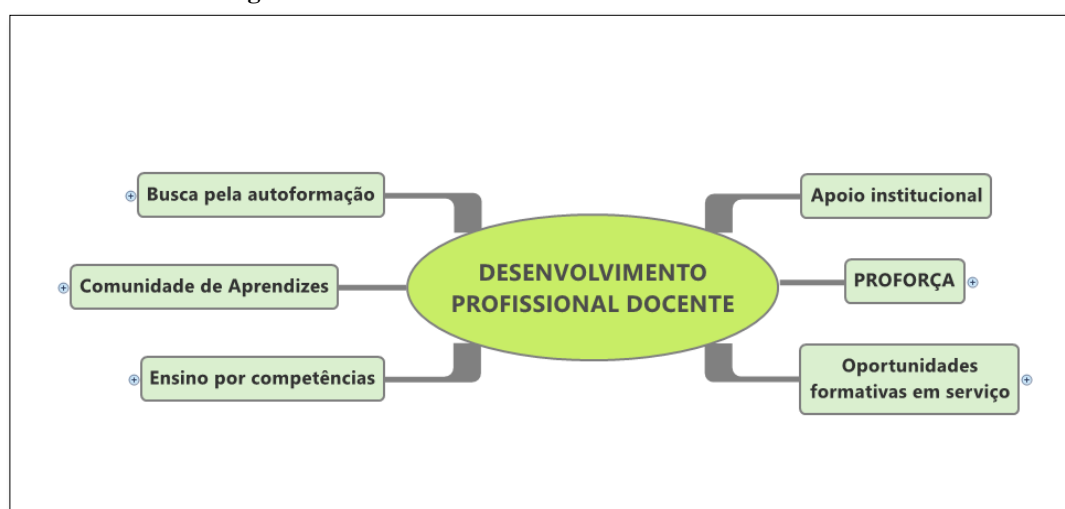 Busca pela autoformação
Comunidade de Aprendizes
Ensino por competências
DESENVOLVIMENTO
PROFISSIONAL DOCENTE
Apoio institucional
PROFORÇA
Oportunidades
formativas em serviço